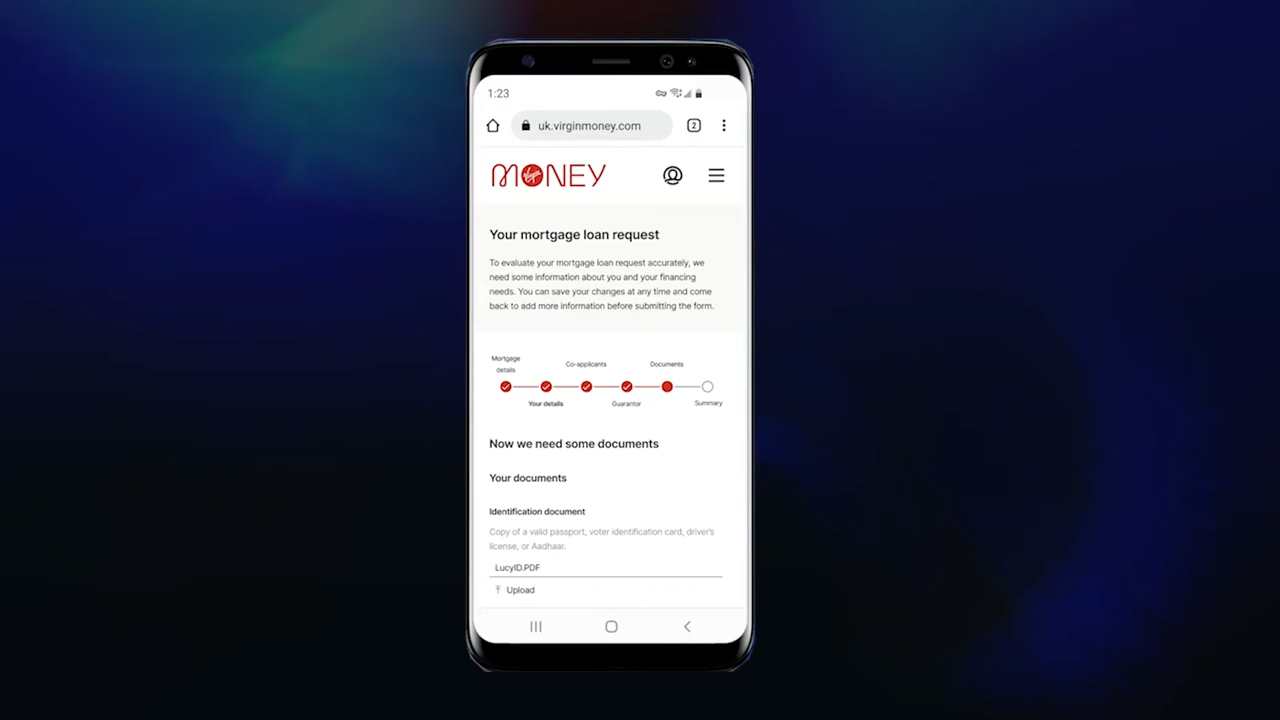 1:23
uk.virginmoney.com
2
Virgin MONEY
Your mortgage loan request
To evaluate your mortgage loan request accurately, we
need some information about you and your financing
needs. You can save your changes at any time and come
back to add more information before submitting the form.
Mortgage
details
Co-applicants
Documents
Your details
Guarantor
Summary
Now we need some documents
Your documents
Identification document
Copy of a valid passport, voter identification card, driver's
license, or Aadhaar.
LucyID.PDF
Upload